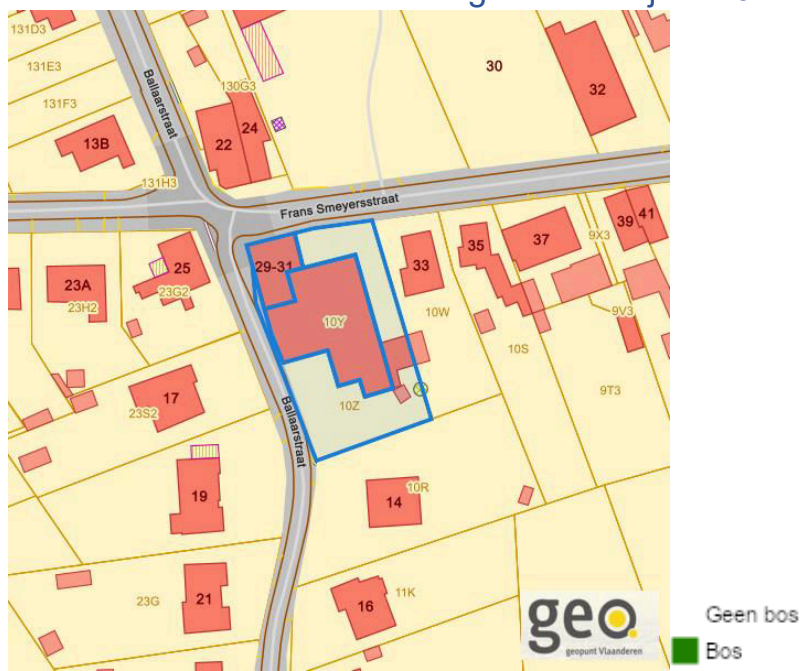 131D3
131E3
131F3
13B
131H3
Ballaarstraat
130G3
22
24
30
32
Frans Smeyersstraat
23A
23H2
25
23G2
29-31
33
35
37
9X3
39
41
10Y
10W
10S
9V3
9T3
17
23S2
10Z
Ballaarstraat
19
14
10R
23G
21
16
11K
geo
geopunt Vlaanderen
Geen bos
Bos